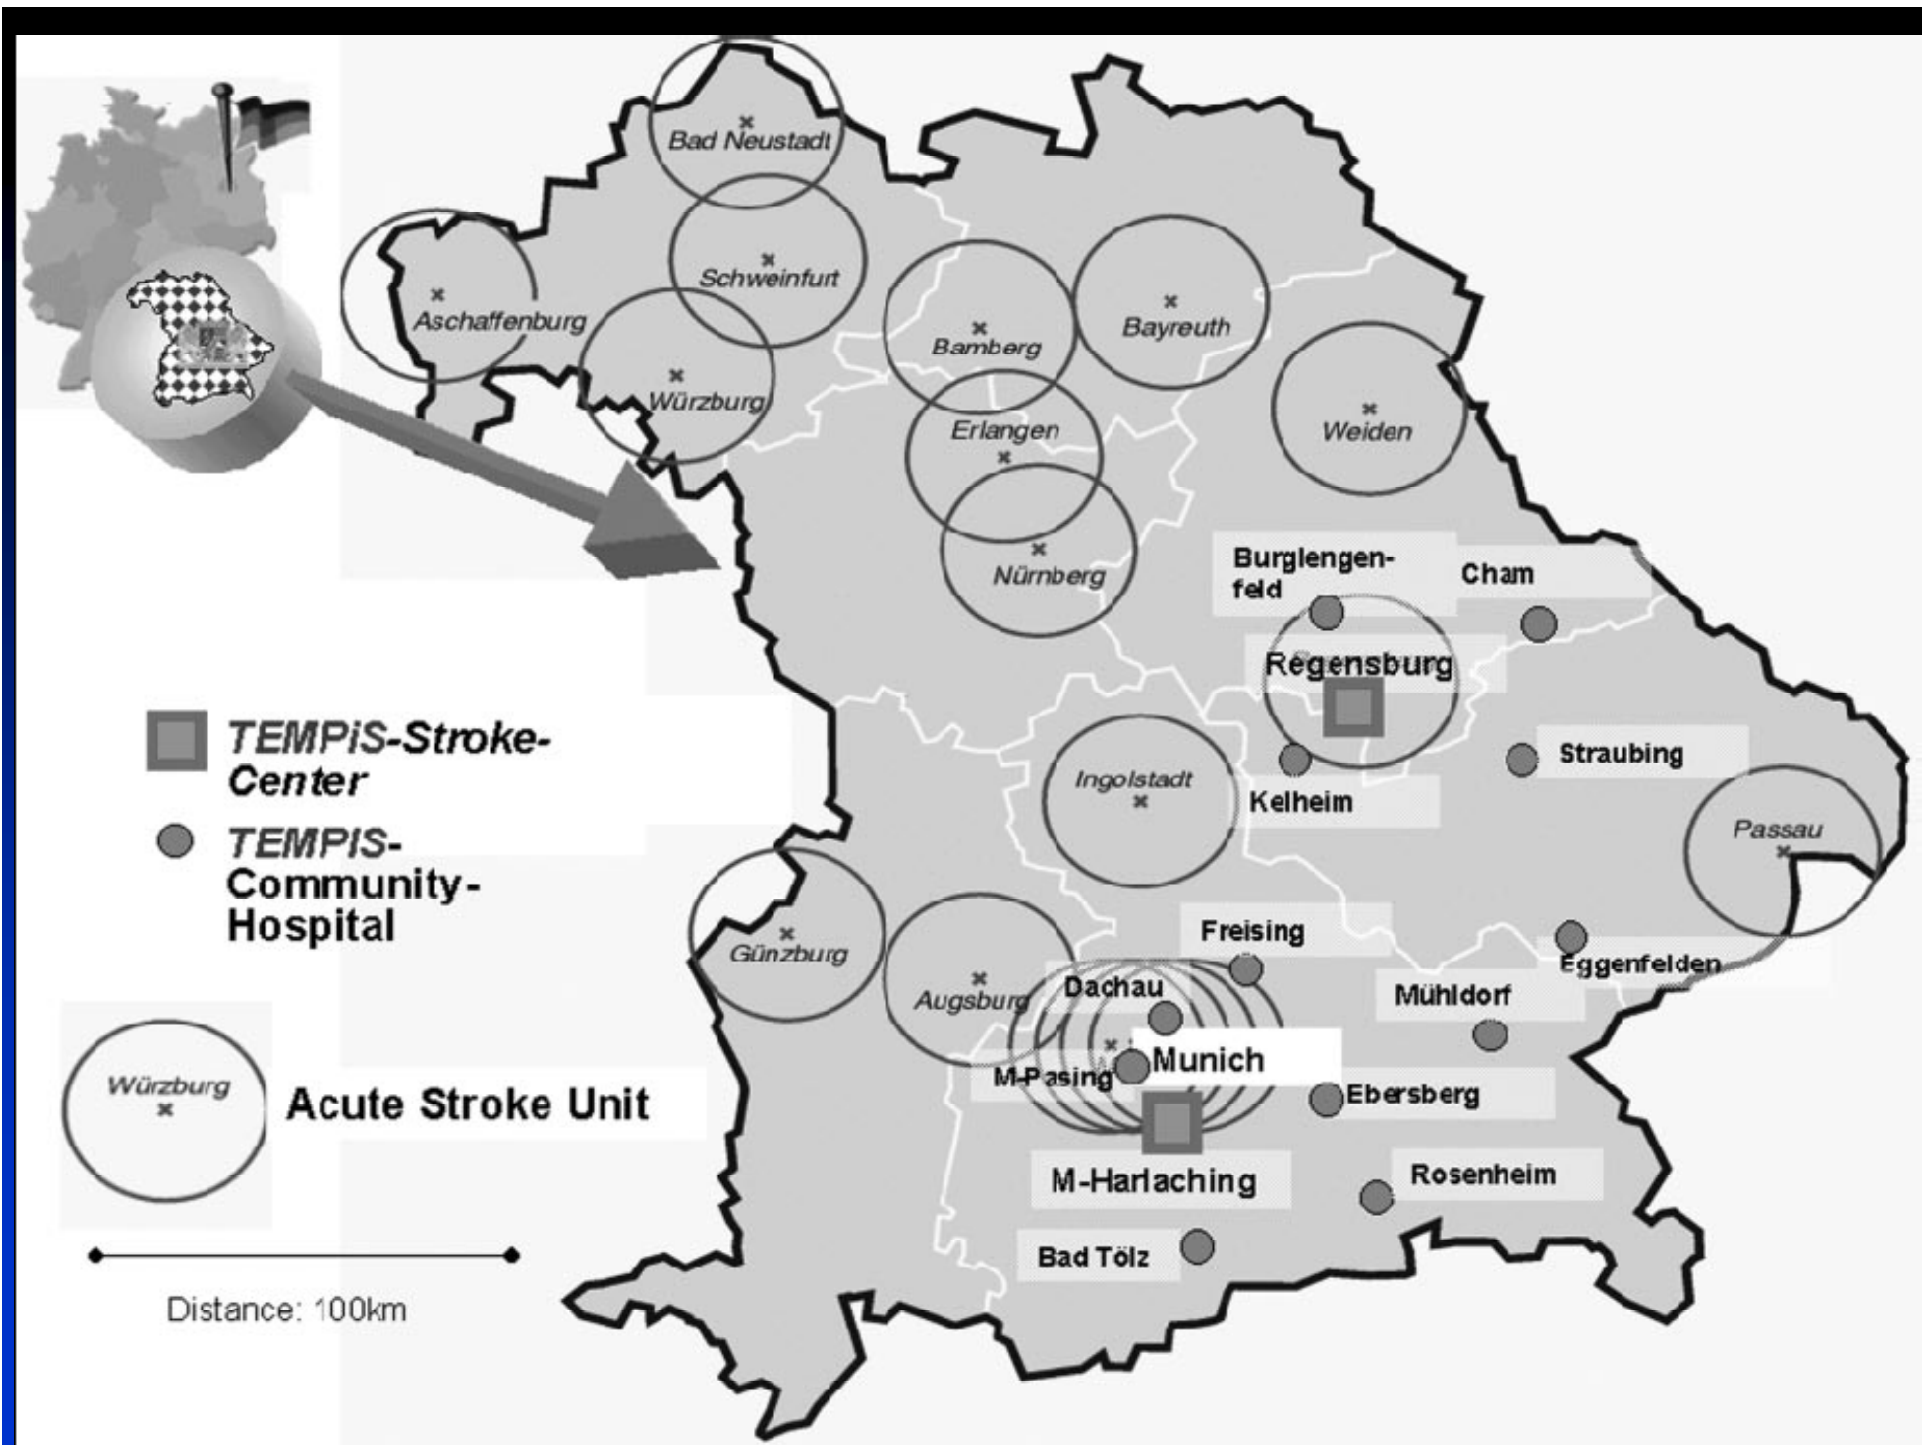 Bad Neustadt
Schweinfurt
Aschaffenburg
Würzburg
Bamberg
Bayreuth
Erlangen
Weiden
Nürnberg
Burglengen-
feld
Cham
Regensburg
TEMPiS-Stroke-
Center
Straubing
Ingolstadt
Kelheim
TEMPIS-
Community-
Hospital
Passau
Günzburg
Augsburg
Freising
Eggenfelden
Dachau
Mühldorf
Munich
M-Pasing
Ebersberg
Würzburg
Acute Stroke Unit
M-Harlaching
Rosenheim
Bad Tölz
Distance: 100km